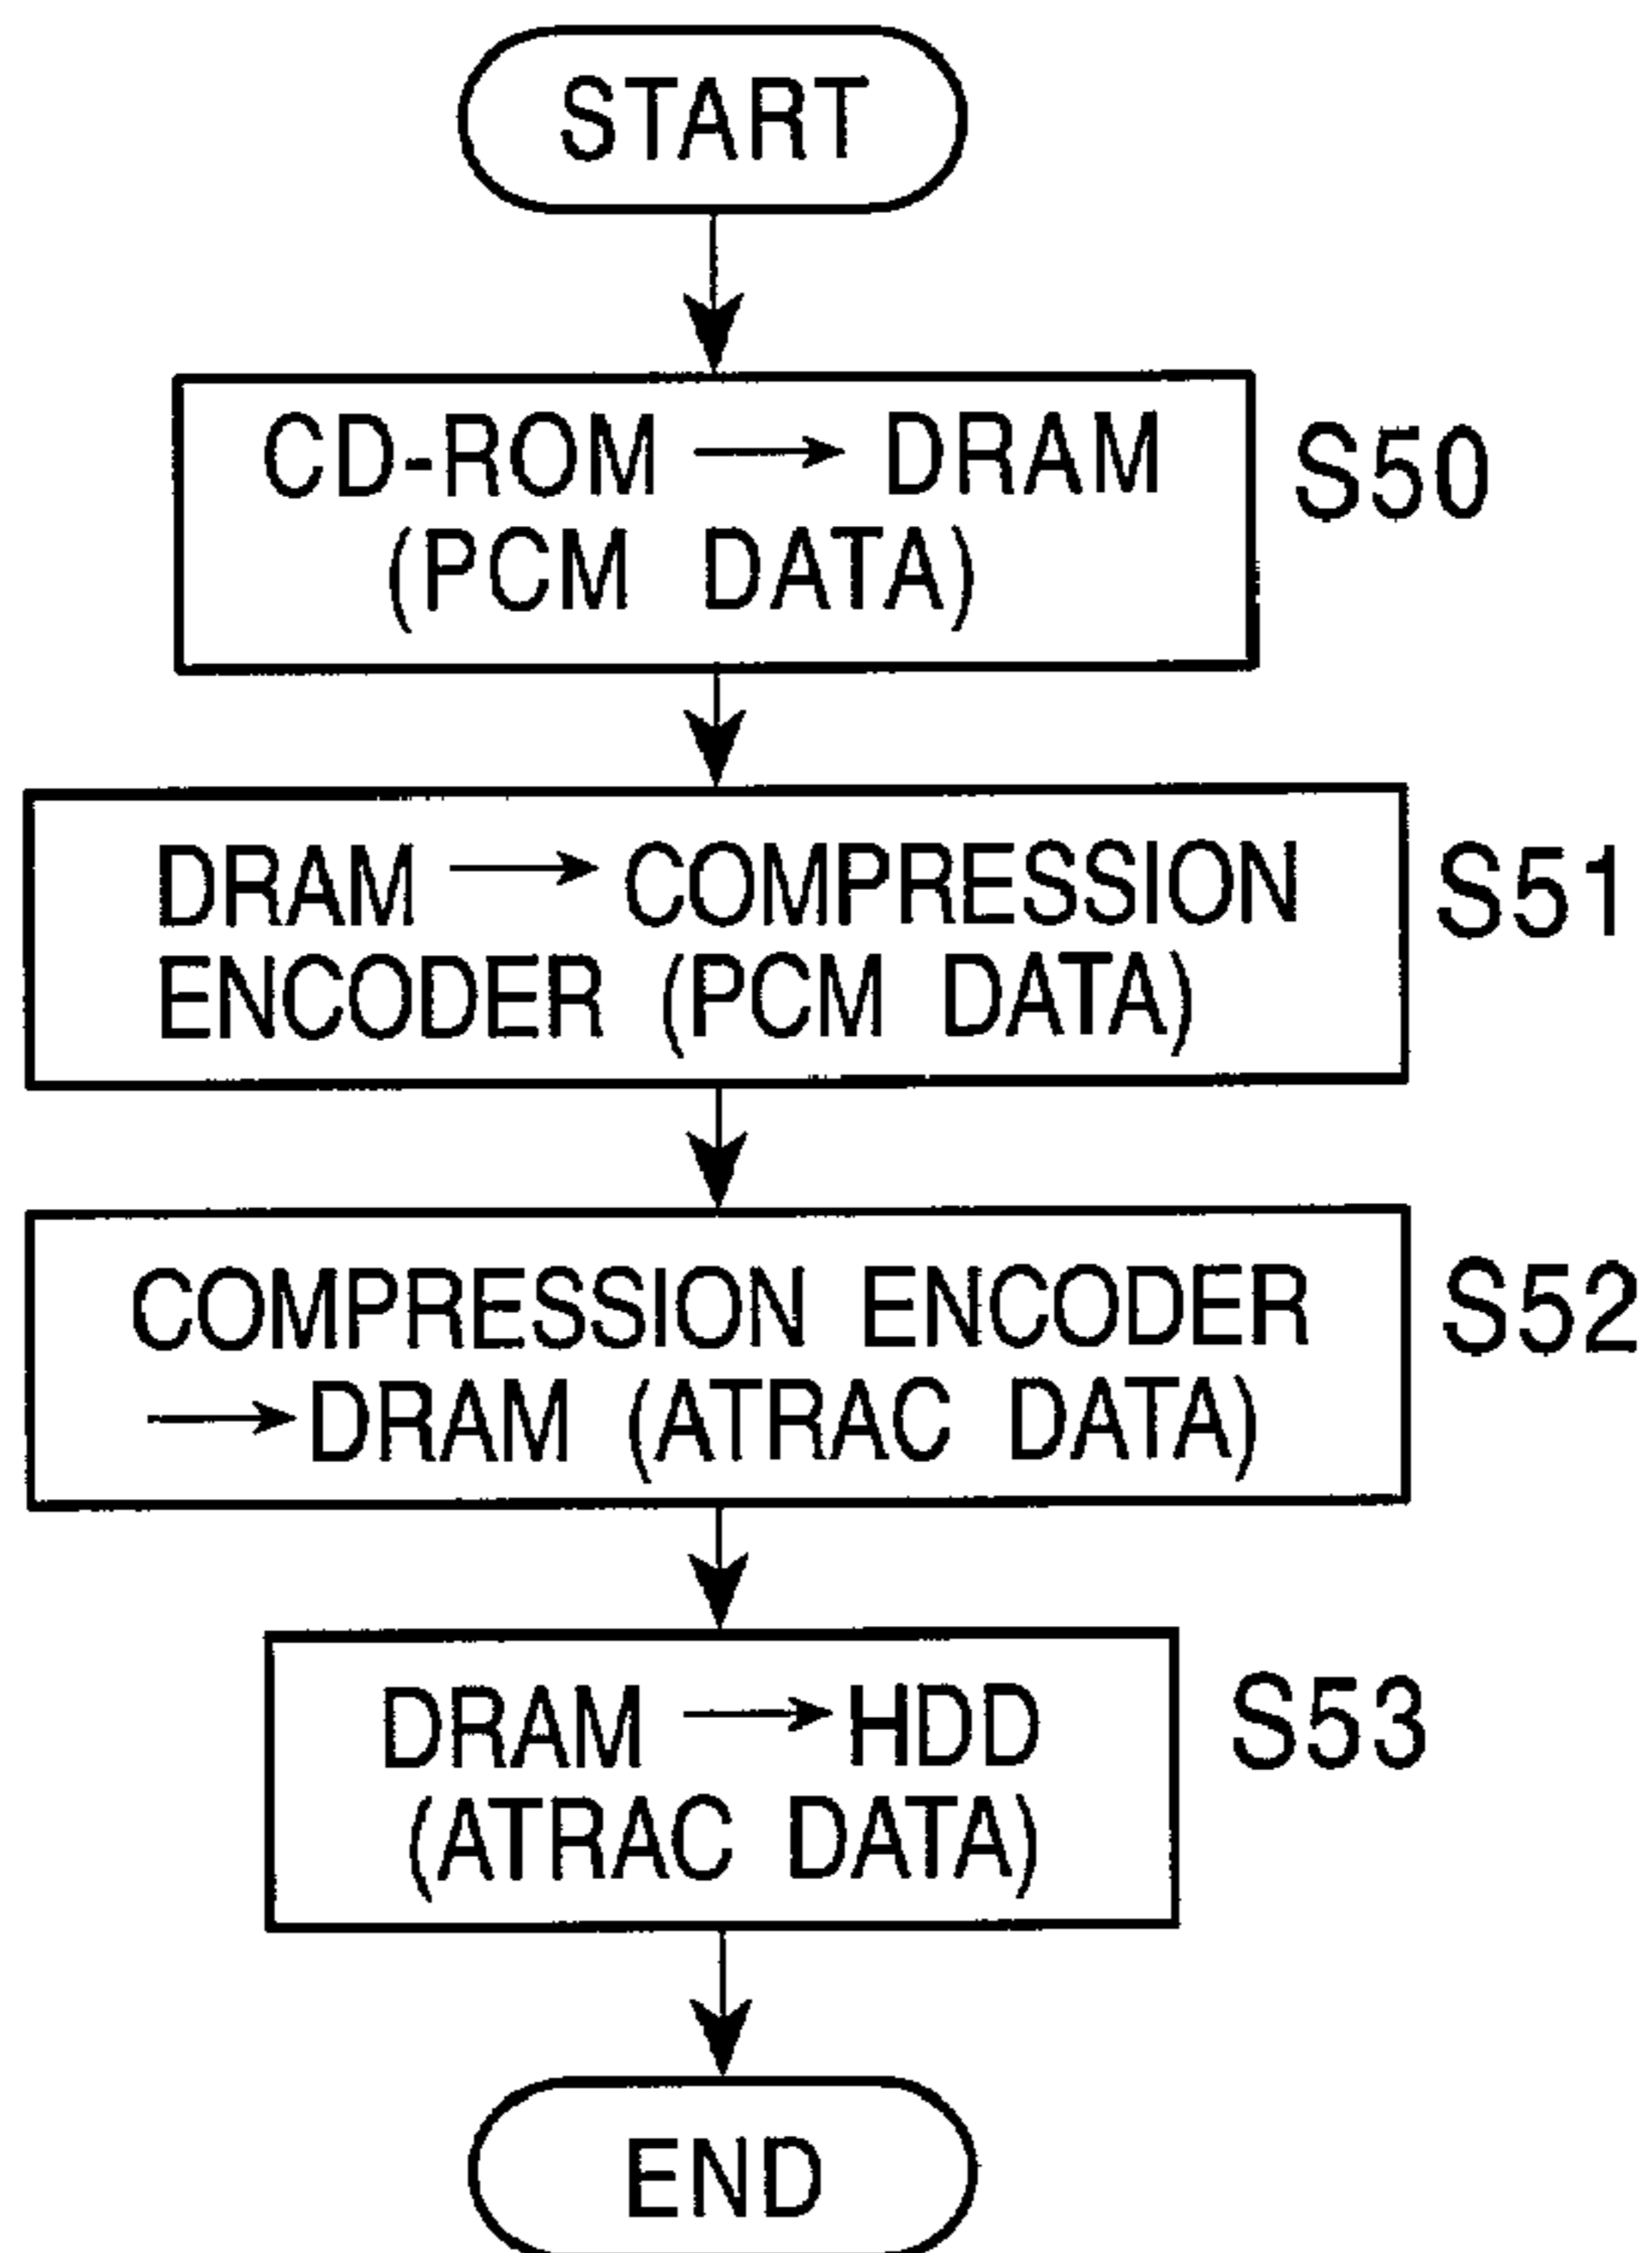 START
CD-ROM → DRAM
(PCM DATA)
S50
DRAM → COMPRESSION
ENCODER (PCM DATA)
S51
COMPRESSION ENCODER
→ DRAM (ATRAC DATA)
S52
DRAM → HDD
(ATRAC DATA)
S53
END